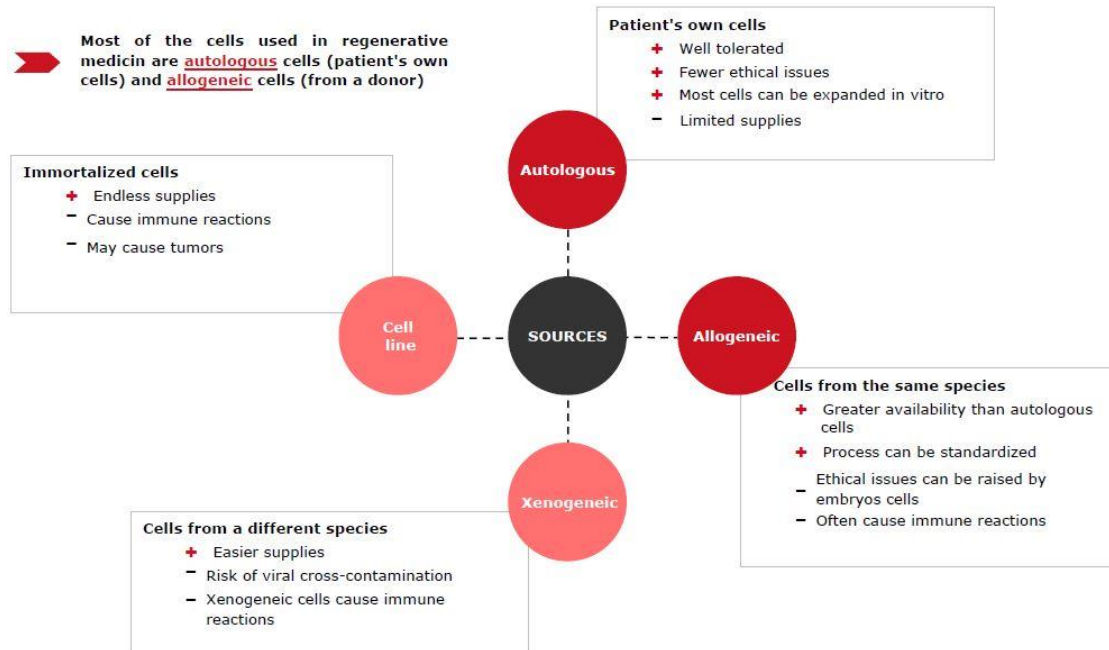 Most of the cells used in regenerative
medicin are autologous cells (patient's own
cells) and allogeneic cells (from a donor)
Patient's own cells
+ Well tolerated
+ Fewer ethical issues
+ Most cells can be expanded in vitro
- Limited supplies
Autologous
Immortalized cells
+ Endless supplies
- Cause immune reactions
- May cause tumors
Cell
line
SOURCES
Allogeneic
Cells from the same species
+ Greater availability than autologous
cells
+ Process can be standardized
- Ethical issues can be raised by
embryos cells
- Often cause immune reactions
Xenogeneic
Cells from a different species
+ Easier supplies
- Risk of viral cross-contamination
- Xenogeneic cells cause immune
reactions